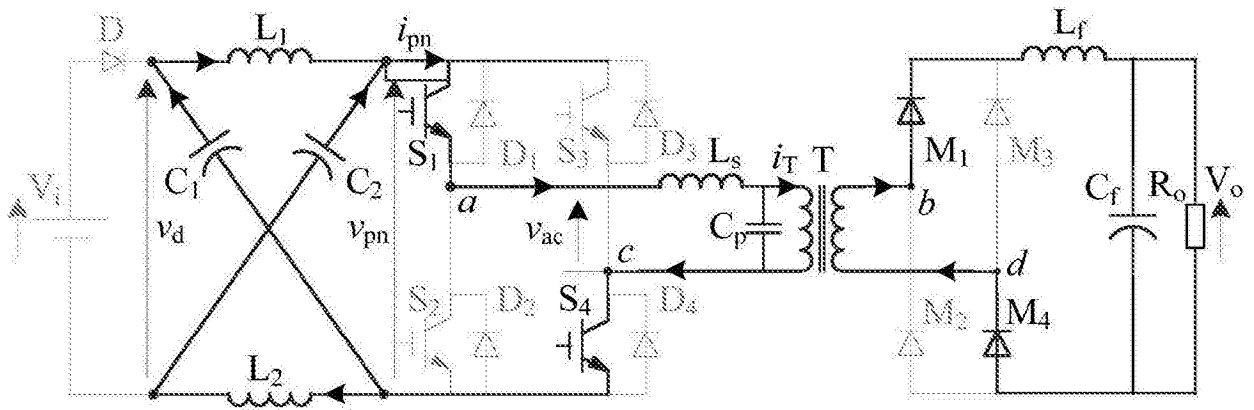 D
L1
ipn
Lf
S1
D1
S3
D3
M1
M3
C1
C2
Ls
iT
T
Vi
vd
vpn
a
vac
Cp
b
Cf
Ro
Vo
c
d
S2
D2
S4
D4
M2
M4
L2